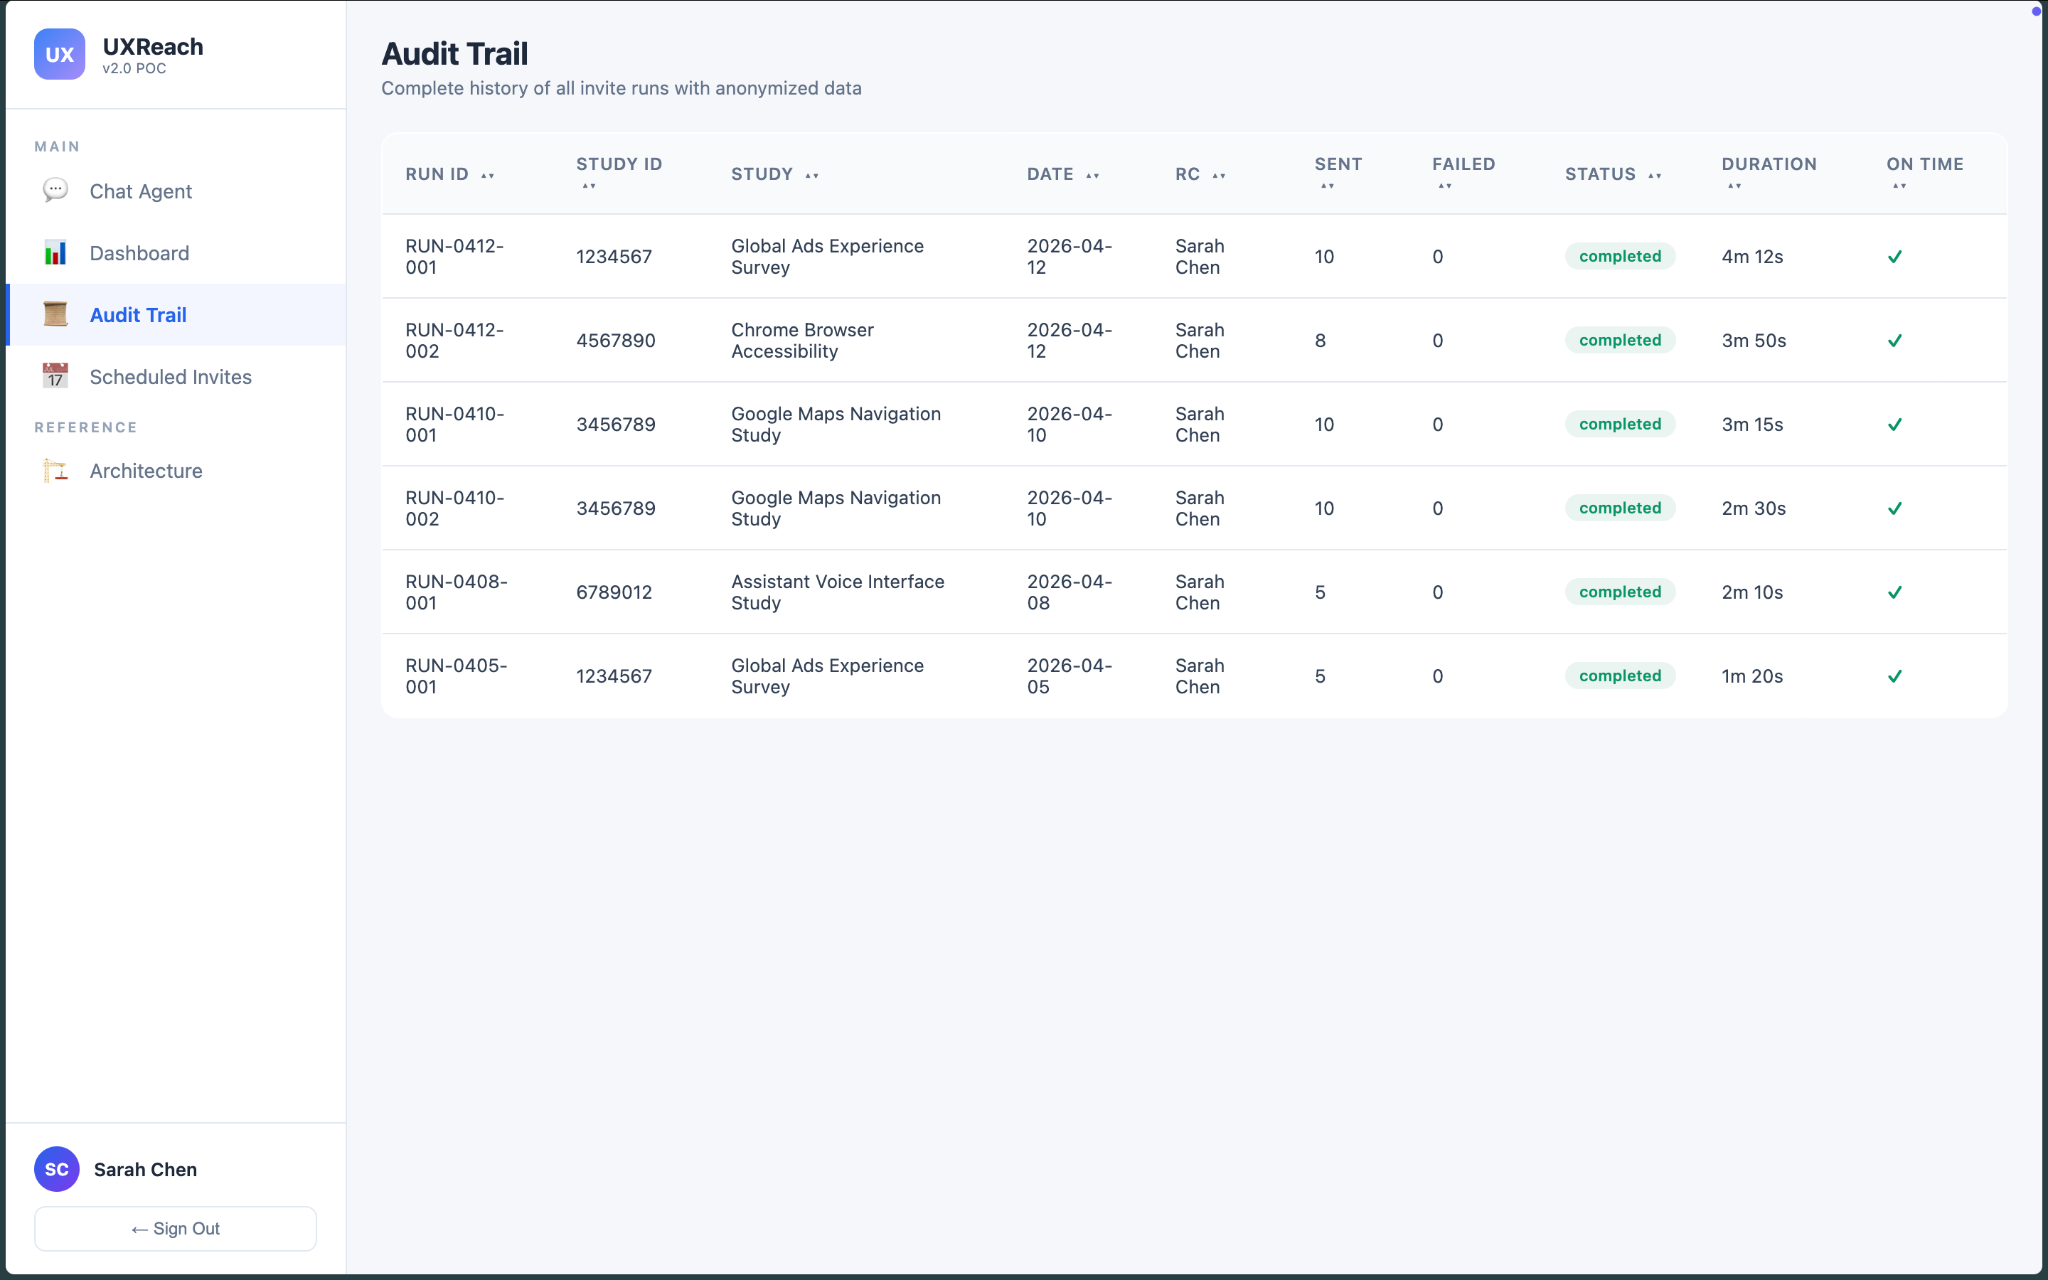 UX
UXReach
v2.0 POC
MAIN
Chat Agent
Dashboard
Audit Trail
17
Scheduled Invites
REFERENCE
Architecture
SC
Sarah Chen
← Sign Out
Audit Trail
Complete history of all invite runs with anonymized data
RUN ID STUDY ID STUDY DATE RC SENT FAILED STATUS DURATION ON TIME
RUN-0412-
001
1234567
Global Ads Experience
Survey
2026-04-
12
Sarah
Chen
10
0
completed
4m 12s
✓
RUN-0412-
002
4567890
Chrome Browser
Accessibility
2026-04-
12
Sarah
Chen
8
0
completed
3m 50s
✓
RUN-0410-
001
3456789
Google Maps Navigation
Study
2026-04-
10
Sarah
Chen
10
0
completed
3m 15s
✓
RUN-0410-
002
3456789
Google Maps Navigation
Study
2026-04-
10
Sarah
Chen
10
0
completed
2m 30s
✓
RUN-0408-
001
6789012
Assistant Voice Interface
Study
2026-04-
08
Sarah
Chen
5
0
completed
2m 10s
✓
RUN-0405-
001
1234567
Global Ads Experience
Survey
2026-04-
05
Sarah
Chen
5
0
completed
1m 20s
✓